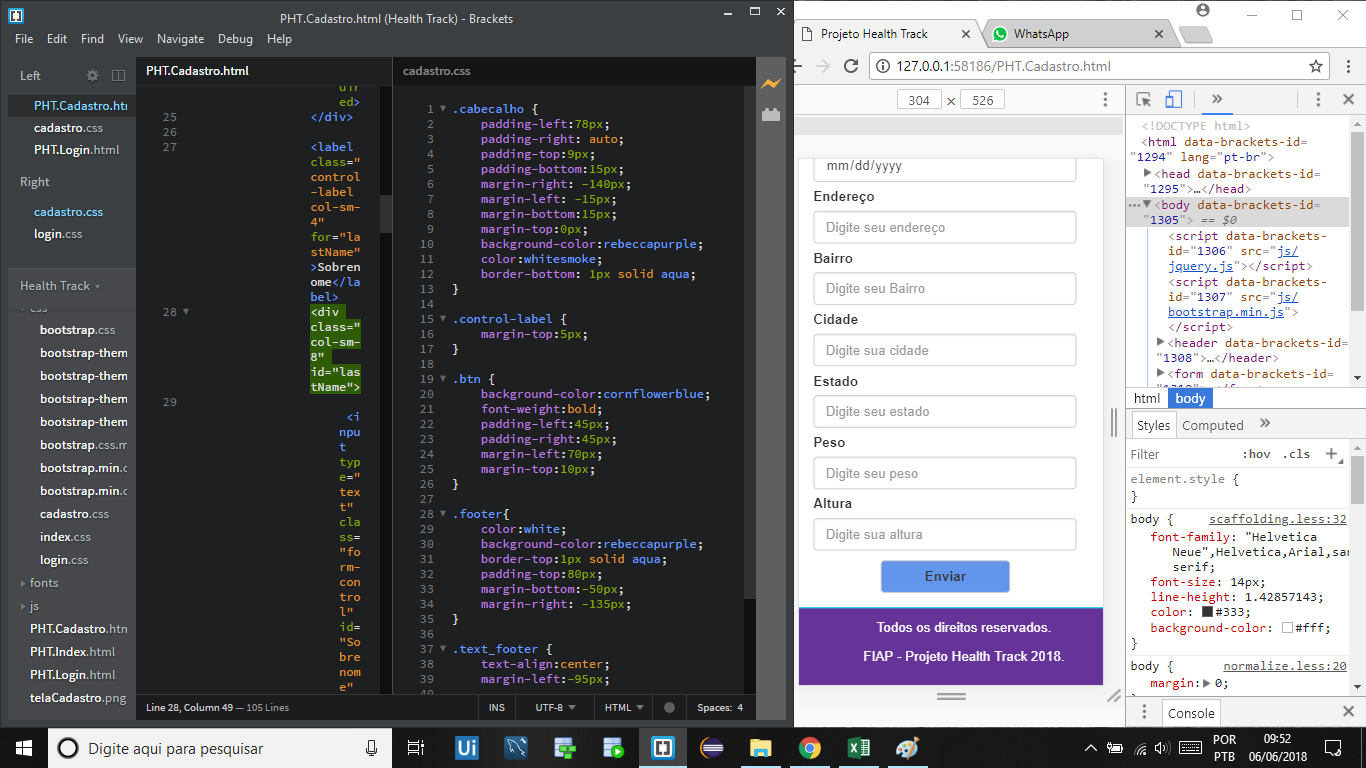 PHT.Cadastro.html (Health Track) - Brackets
File Edit Find View Navigate Debug Help
Left
PHT.Cadastro.htn
cadastro.css
PHT.Login.html
Right
cadastro.css
login.css
Health Track
css
bootstrap.css
bootstrap-them
bootstrap-them
bootstrap-them
bootstrap-them
bootstrap.css.m
bootstrap.min.c
bootstrap.min.c
cadastro.css
index.css
login.css
fonts
js
PHT.Cadastro.htn
PHT.Index.html
PHT.Login.html
telaCadastro.png
PHT.Cadastro.html
uir
ed>
25 </div>
26
27 <label
class="
control
-label
col-sm-
4"
for="la
stName"
>Sobren
ome</la
bel>
28 <div
class="
col-sm-
8"
id="las
tName">
29
<i
npu
t
typ
e="
tex
t"
cla
ss=
"fo
rm-
con
tro
l"
id=
"So
bre
nom
e"
cadastro.css
1 .cabecalho {
2 padding-left:78px;
3 padding-right: auto;
4 padding-top:9px;
5 padding-bottom:15px;
6 margin-right: -140px;
7 margin-left: -15px;
8 margin-bottom:15px;
9 margin-top:0px;
10 background-color:rebeccapurple;
11 color:whitesmoke;
12 border-bottom: 1px solid aqua;
13 }
14
15 .control-label {
16 margin-top:5px;
17 }
18
19 .btn {
20 background-color:cornflowerblue;
21 font-weight:bold;
22 padding-left:45px;
23 padding-right:45px;
24 margin-left:70px;
25 margin-top:10px;
26 }
27
28 .footer{
29 color:white;
30 background-color:rebeccapurple;
31 border-top:1px solid aqua;
32 padding-top:80px;
33 margin-bottom:-50px;
34 margin-right: -135px;
35 }
36
37 .text_footer {
38 text-align:center;
39 margin-left:-95px;
40
Line 28, Column 49 — 105 Lines
INS UTF-8 HTML Spaces: 4
Projeto Health Track
WhatsApp
127.0.0.1:58186/PHT.Cadastro.html
304 × 526
mm/dd/yyyy
Endereço
Digite seu endereço
Bairro
Digite seu Bairro
Cidade
Digite sua cidade
Estado
Digite seu estado
Peso
Digite seu peso
Altura
Digite sua altura
Enviar
Todos os direitos reservados.
FIAP - Projeto Health Track 2018.
<!DOCTYPE html>
<html data-brackets-id=
"1294" lang="pt-br">
<head data-brackets-id=
"1295">…</head>
<body data-brackets-id=
"1305"> == $0
<script data-brackets-
id="1306" src="js/
jquery.js"></script>
<script data-brackets-
id="1307" src="js/
bootstrap.min.js">
</script>
<header data-brackets-id=
"1308">…</header>
<form data-brackets-id=
html body
Styles Computed
Filter :hov .cls
element.style {
}
body { scaffolding.less:32
font-family: "Helvetica
Neue",Helvetica,Arial,san
serif;
font-size: 14px;
line-height: 1.42857143;
color: #333;
background-color: #fff;
}
body { normalize.less:20
margin: 0;
Console
Digite aqui para pesquisar
Ui
POR
PTB
09:52
06/06/2018